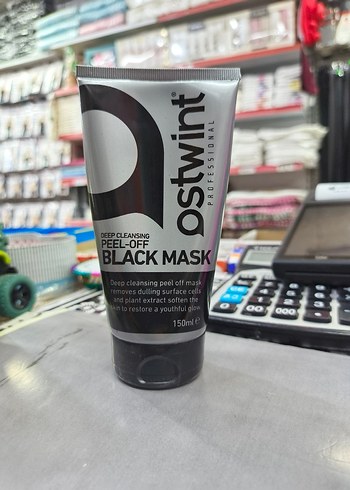 ostwint®
PROFESSIONAL
DEEP CLEANSING
PEEL-OFF
BLACK MASK
Deep cleansing peel off mask
removes dulling surface cells
and plant extract soften the
to restore a youthful glow
150ml e